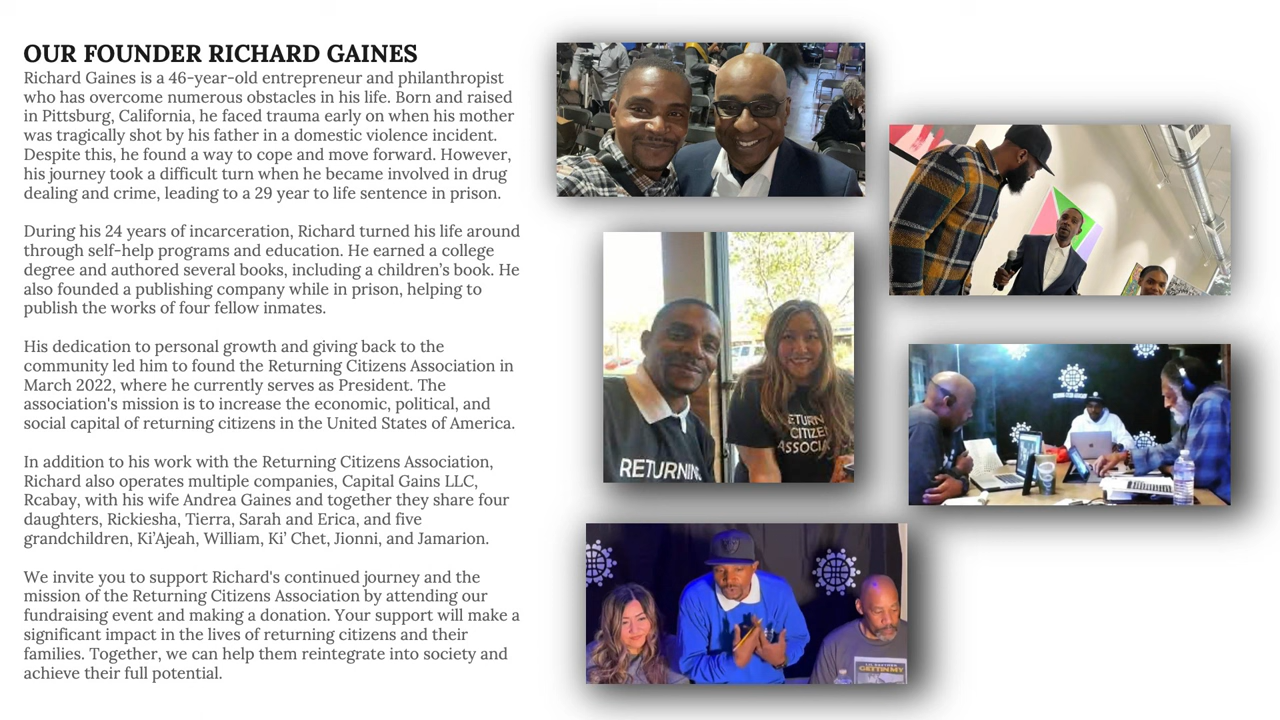 OUR FOUNDER RICHARD GAINES
Richard Gaines is a 46-year-old entrepreneur and philanthropist
who has overcome numerous obstacles in his life. Born and raised
in Pittsburg, California, he faced trauma early on when his mother
was tragically shot by his father in a domestic violence incident.
Despite this, he found a way to cope and move forward. However,
his journey took a difficult turn when he became involved in drug
dealing and crime, leading to a 29 year to life sentence in prison.
During his 24 years of incarceration, Richard turned his life around
through self-help programs and education. He earned a college
degree and authored several books, including a children’s book. He
also founded a publishing company while in prison, helping to
publish the works of four fellow inmates.
His dedication to personal growth and giving back to the
community led him to found the Returning Citizens Association in
March 2022, where he currently serves as President. The
association's mission is to increase the economic, political, and
social capital of returning citizens in the United States of America.
In addition to his work with the Returning Citizens Association,
Richard also operates multiple companies, Capital Gains LLC,
Rcabay, with his wife Andrea Gaines and together they share four
daughters, Rickiesha, Tierra, Sarah and Erica, and five
grandchildren, Ki’Ajeah, William, Ki’ Chet, Jionni, and Jamarion.
We invite you to support Richard's continued journey and the
mission of the Returning Citizens Association by attending our
fundraising event and making a donation. Your support will make a
significant impact in the lives of returning citizens and their
families. Together, we can help them reintegrate into society and
achieve their full potential.
RETURNING
ETURN
CITIZE
ASSOCIA
GETTIN MY